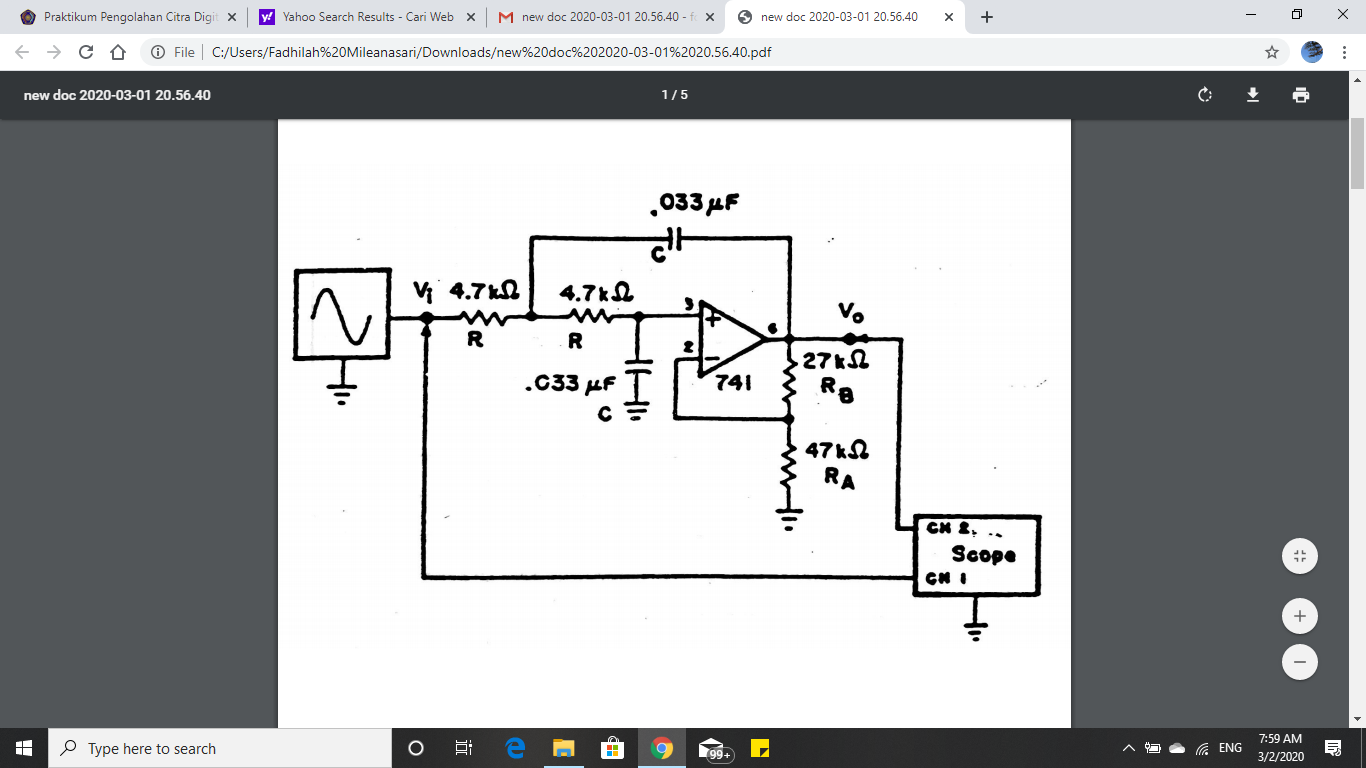 Praktikum Pengolahan Citra Digit
Yahoo Search Results - Cari Web
new doc 2020-03-01 20.56.40 - f
new doc 2020-03-01 20.56.40
File
C:/Users/Fadhilah%20Mileanasari/Downloads/new%20doc%202020-03-01%2020.56.40.pdf
new doc 2020-03-01 20.56.40
1 / 5
.033 µF
C
Vi 4.7kΩ 4.7kΩ
R R
3
+
2
−
6
741
Vo
.033 µF
C
27kΩ
RB
47kΩ
RA
CH 2
Scope
CH 1
Type here to search
99+
ENG
7:59 AM
3/2/2020